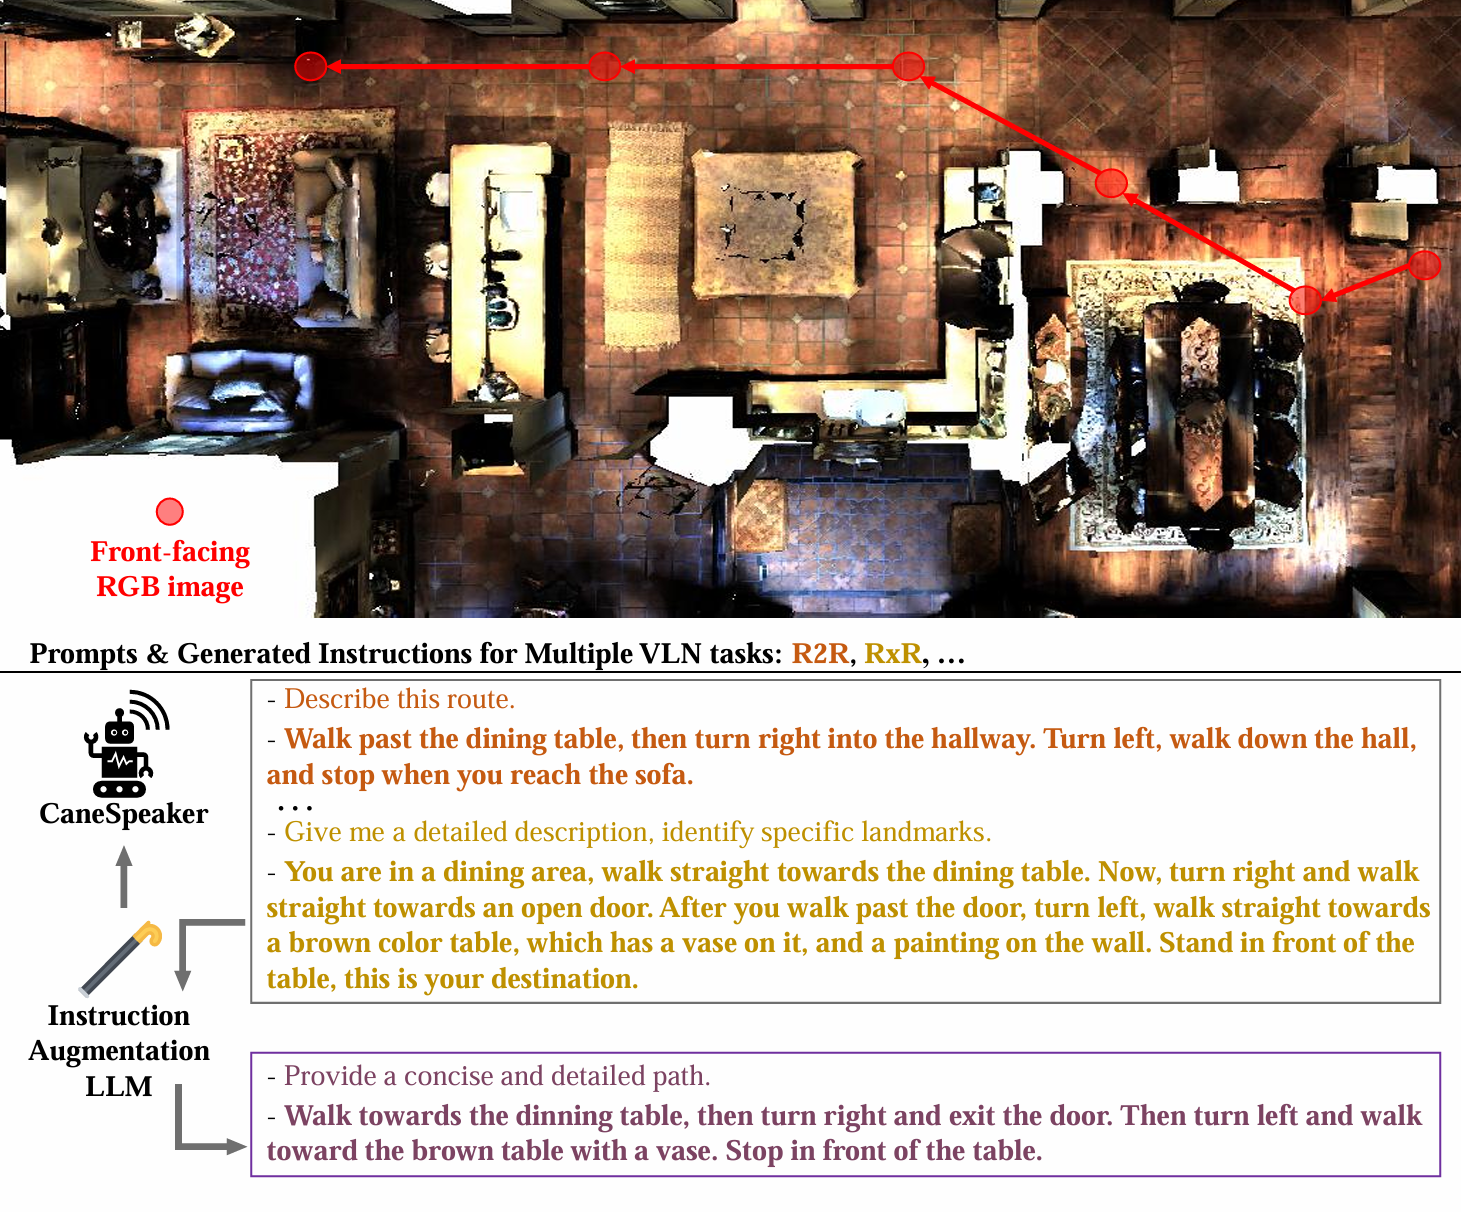 Front-facing
RGB image
Prompts & Generated Instructions for Multiple VLN tasks: R2R, RxR, ...
- Describe this route.
- Walk past the dining table, then turn right into the hallway. Turn left, walk down the hall,
and stop when you reach the sofa.
...
- Give me a detailed description, identify specific landmarks.
- You are in a dining area, walk straight towards the dining table. Now, turn right and walk
straight towards an open door. After you walk past the door, turn left, walk straight towards
a brown color table, which has a vase on it, and a painting on the wall. Stand in front of the
table, this is your destination.
CaneSpeaker
Instruction
Augmentation
LLM
- Provide a concise and detailed path.
- Walk towards the dinning table, then turn right and exit the door. Then turn left and walk
toward the brown table with a vase. Stop in front of the table.